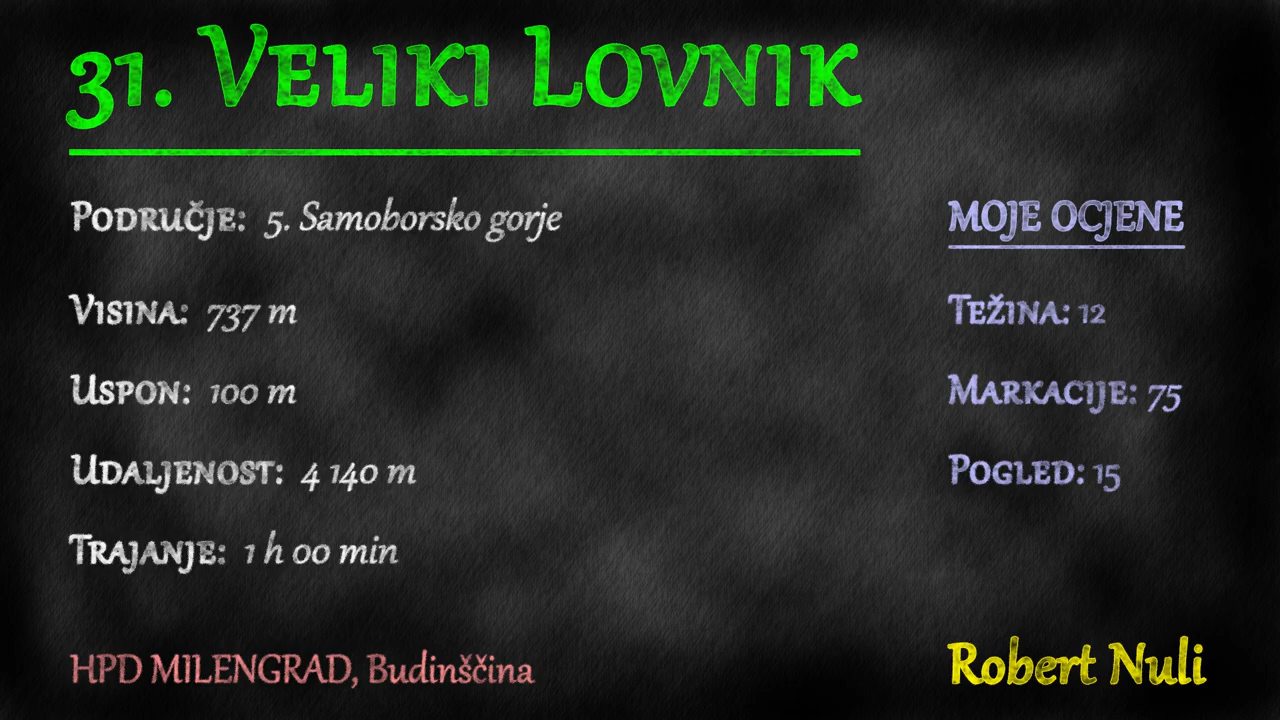 31. Veliki Lovnik
Područje: 5. Samoborsko gorje
Visina: 737 m
Uspon: 100 m
Udaljenost: 4 140 m
Trajanje: 1 h 00 min
MOJE OCJENE
Težina: 12
Markacije: 75
Pogled: 15
HPD MILENGRAD, Budinščina
Robert Nuli